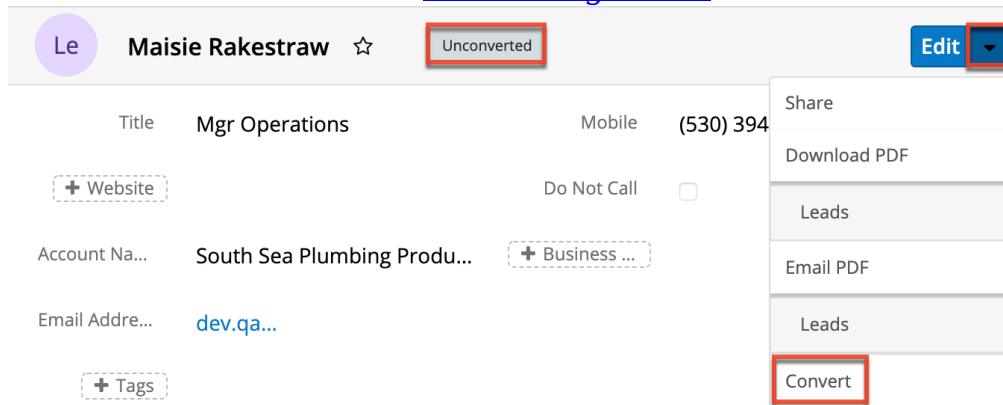 Le Maisie Rakestraw Unconverted Edit
Share
Title Mgr Operations Mobile (530) 394
Download PDF
Website Do Not Call
Leads
Account Na... South Sea Plumbing Produ... Business ...
Email PDF
Email Addre... dev.qa...
Leads
Tags
Convert